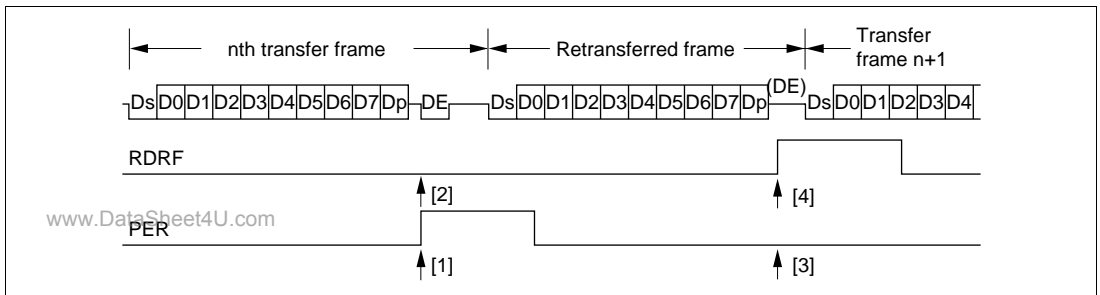 nth transfer frame
Retransferred frame
Transfer
frame n+1
(DE)
Ds D0 D1 D2 D3 D4 D5 D6 D7 Dp DE Ds D0 D1 D2 D3 D4 D5 D6 D7 Dp Ds D0 D1 D2 D3 D4
RDRF
[2] [4]
www.DataSheet4U.com
PER
[1] [3]